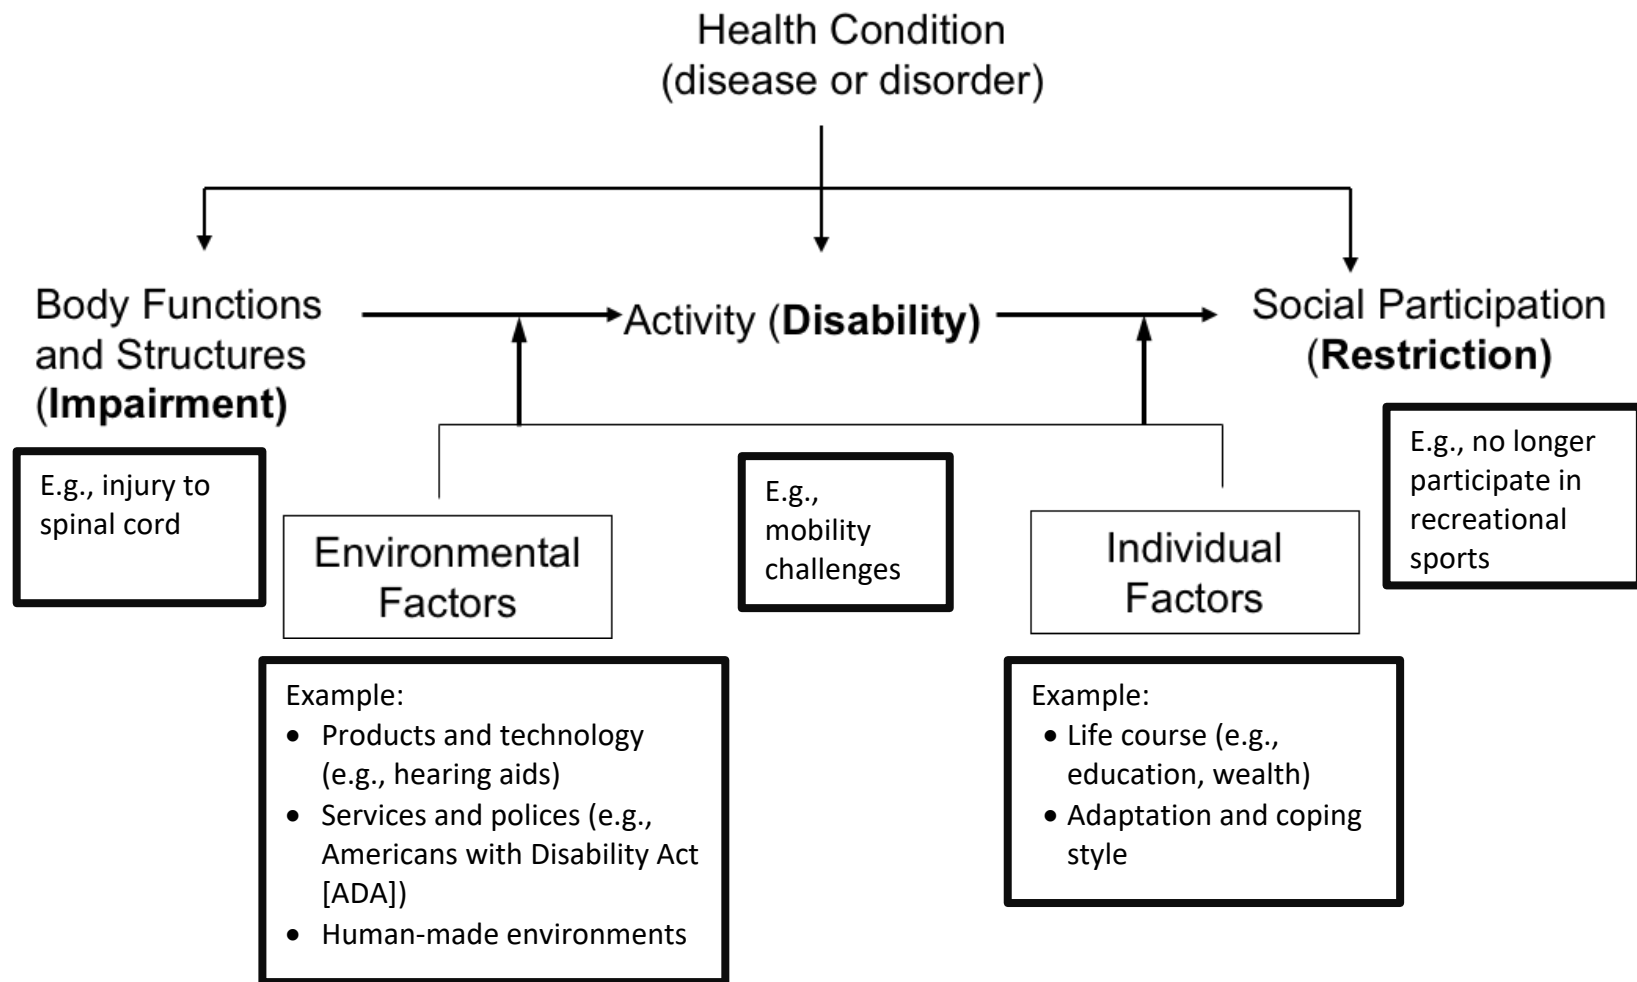 Health Condition
(disease or disorder)
Body Functions
and Structures
(Impairment)
Activity (Disability)
Social Participation
(Restriction)
E.g., injury to
spinal cord
Environmental
Factors
E.g.,
mobility
challenges
Individual
Factors
E.g., no longer
participate in
recreational
sports
Example:
• Products and technology
(e.g., hearing aids)
• Services and polices (e.g.,
Americans with Disability Act
[ADA])
• Human-made environments
Example:
• Life course (e.g.,
education, wealth)
• Adaptation and coping
style